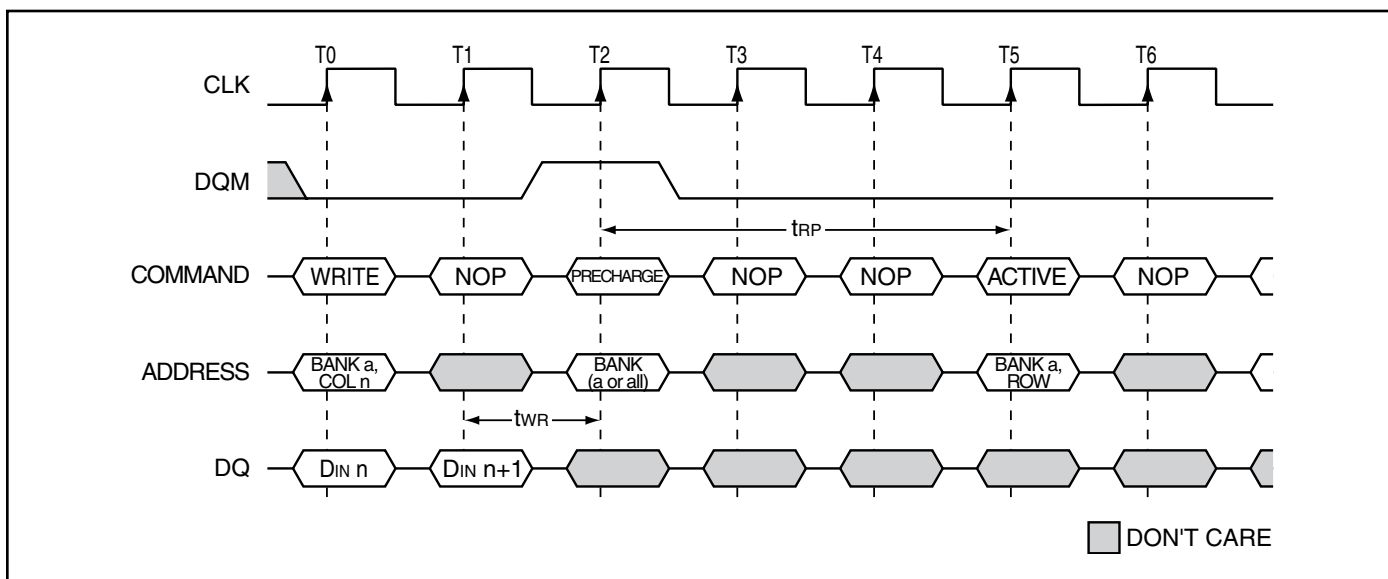 T0 T1 T2 T3 T4 T5 T6
CLK
DQM
tRP
COMMAND WRITE NOP PRECHARGE NOP NOP ACTIVE NOP
ADDRESS BANK a, COL n BANK (a or all) BANK a, ROW
tWR
DQ DIN n DIN n+1
DON'T CARE